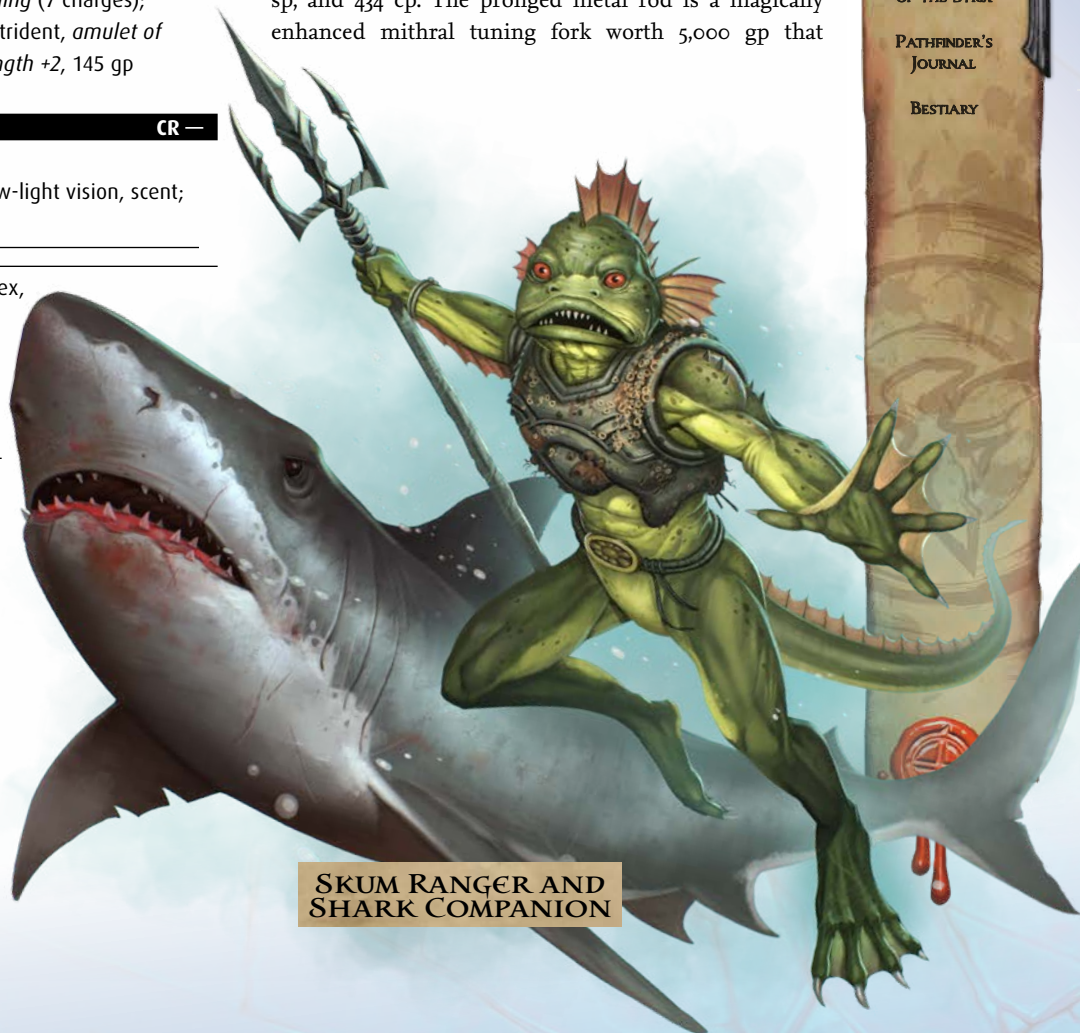 ning (7 charges);
trident, amulet of
ngth +2, 145 gp
CR —
w-light vision, scent;
ex,
sp, and 434 cp. The pronged metal rod is a magically
enhanced mithral tuning fork worth 5,000 gp that
Pathfinder's
Journal
Bestiary
Skum Ranger and
Shark Companion